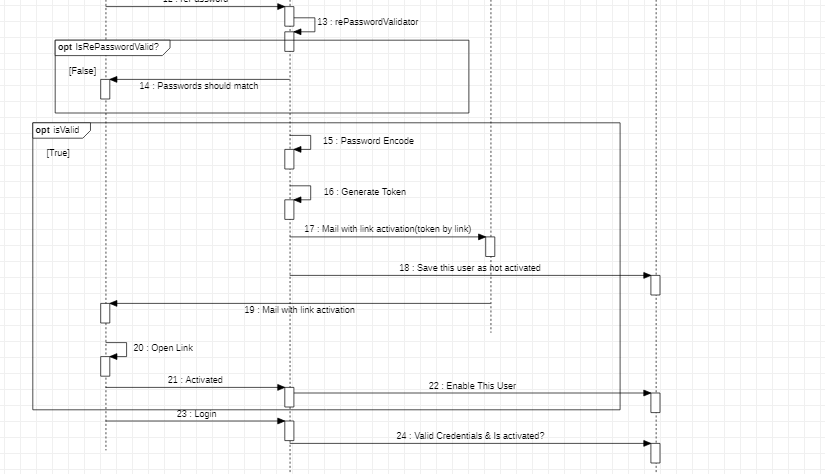 13 : rePasswordValidator
opt IsRePasswordValid?
[False]
14 : Passwords should match
opt isValid
[True]
15 : Password Encode
16 : Generate Token
17 : Mail with link activation(token by link)
18 : Save this user as not activated
19 : Mail with link activation
20 : Open Link
21 : Activated
22 : Enable This User
23 : Login
24 : Valid Credentials & Is activated?